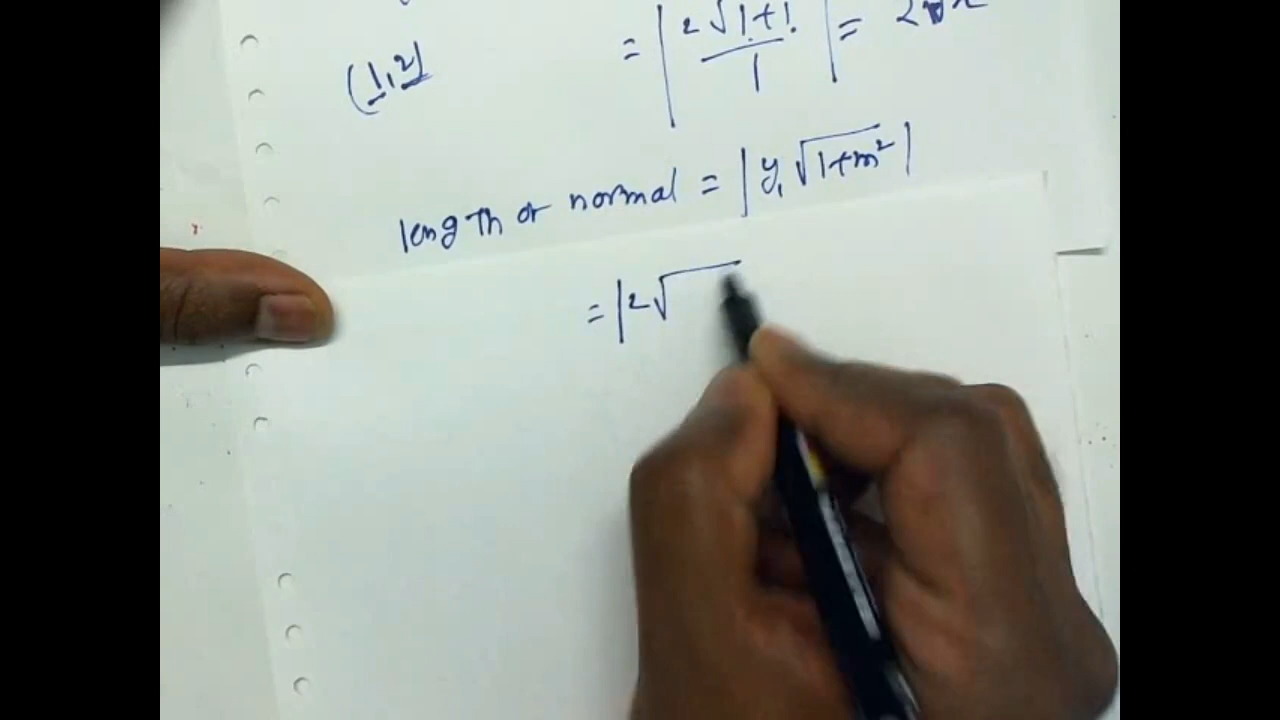 = | 2√1+1 / 1 | = 2√2
(1,2)
length of normal = | y₁ √1+m² |
= | 2 √